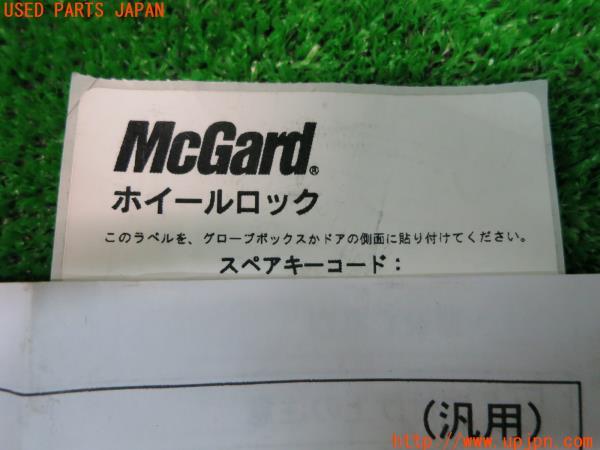 USED PARTS JAPAN
McGard®
ホイールロック
このラベルを、グローブボックスかドアの側面に貼り付けてください。
スペアキーコード：
(汎用)
http://www.upjpn.com/